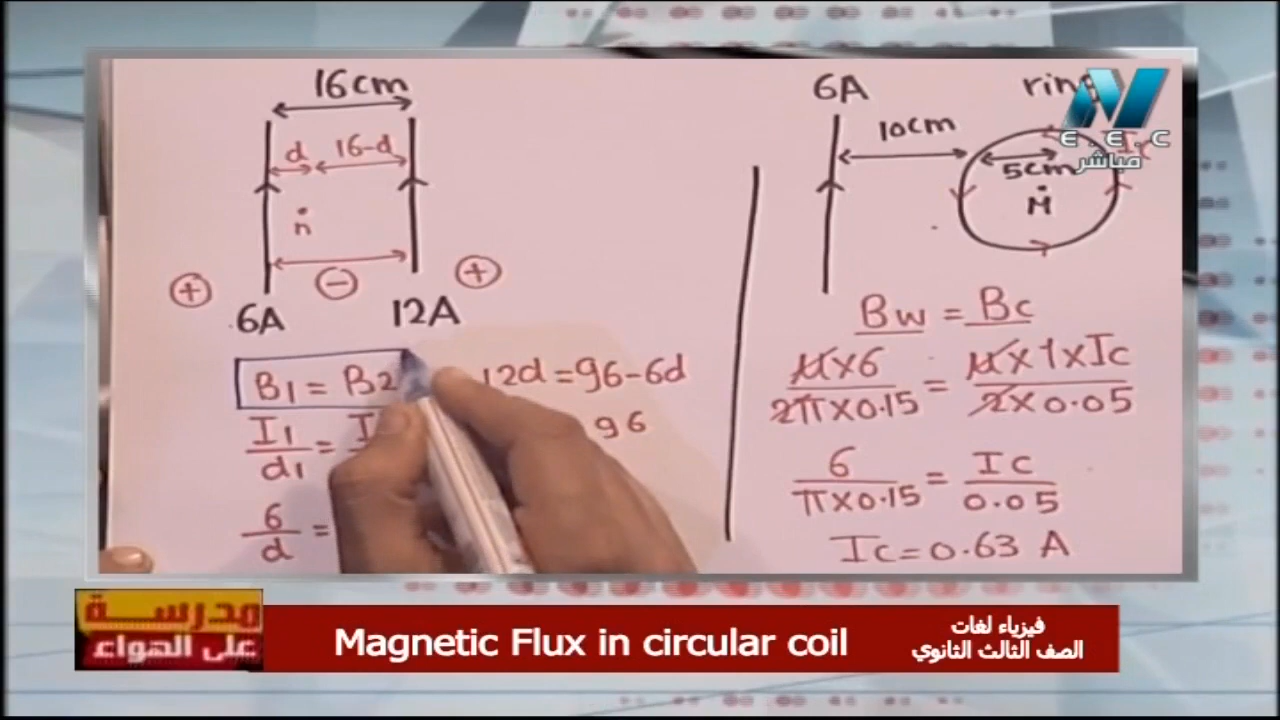 16cm
d 16-d
n
⊕ ⊖ ⊕
6A 12A
B1 = B2
I1/d1 = I
6/d =
12d = 96 - 6d
96
6A ring
10cm
5cm Ic
M
Bw = Bc
μ×6/2π×0.15 = μ×1×Ic/2×0.05
6/π×0.15 = Ic/0.05
Ic = 0.63 A
E.E.C
مباشر
مدرسة
على الهواء
Magnetic Flux in circular coil
فيزياء لغات
الصف الثالث الثانوي